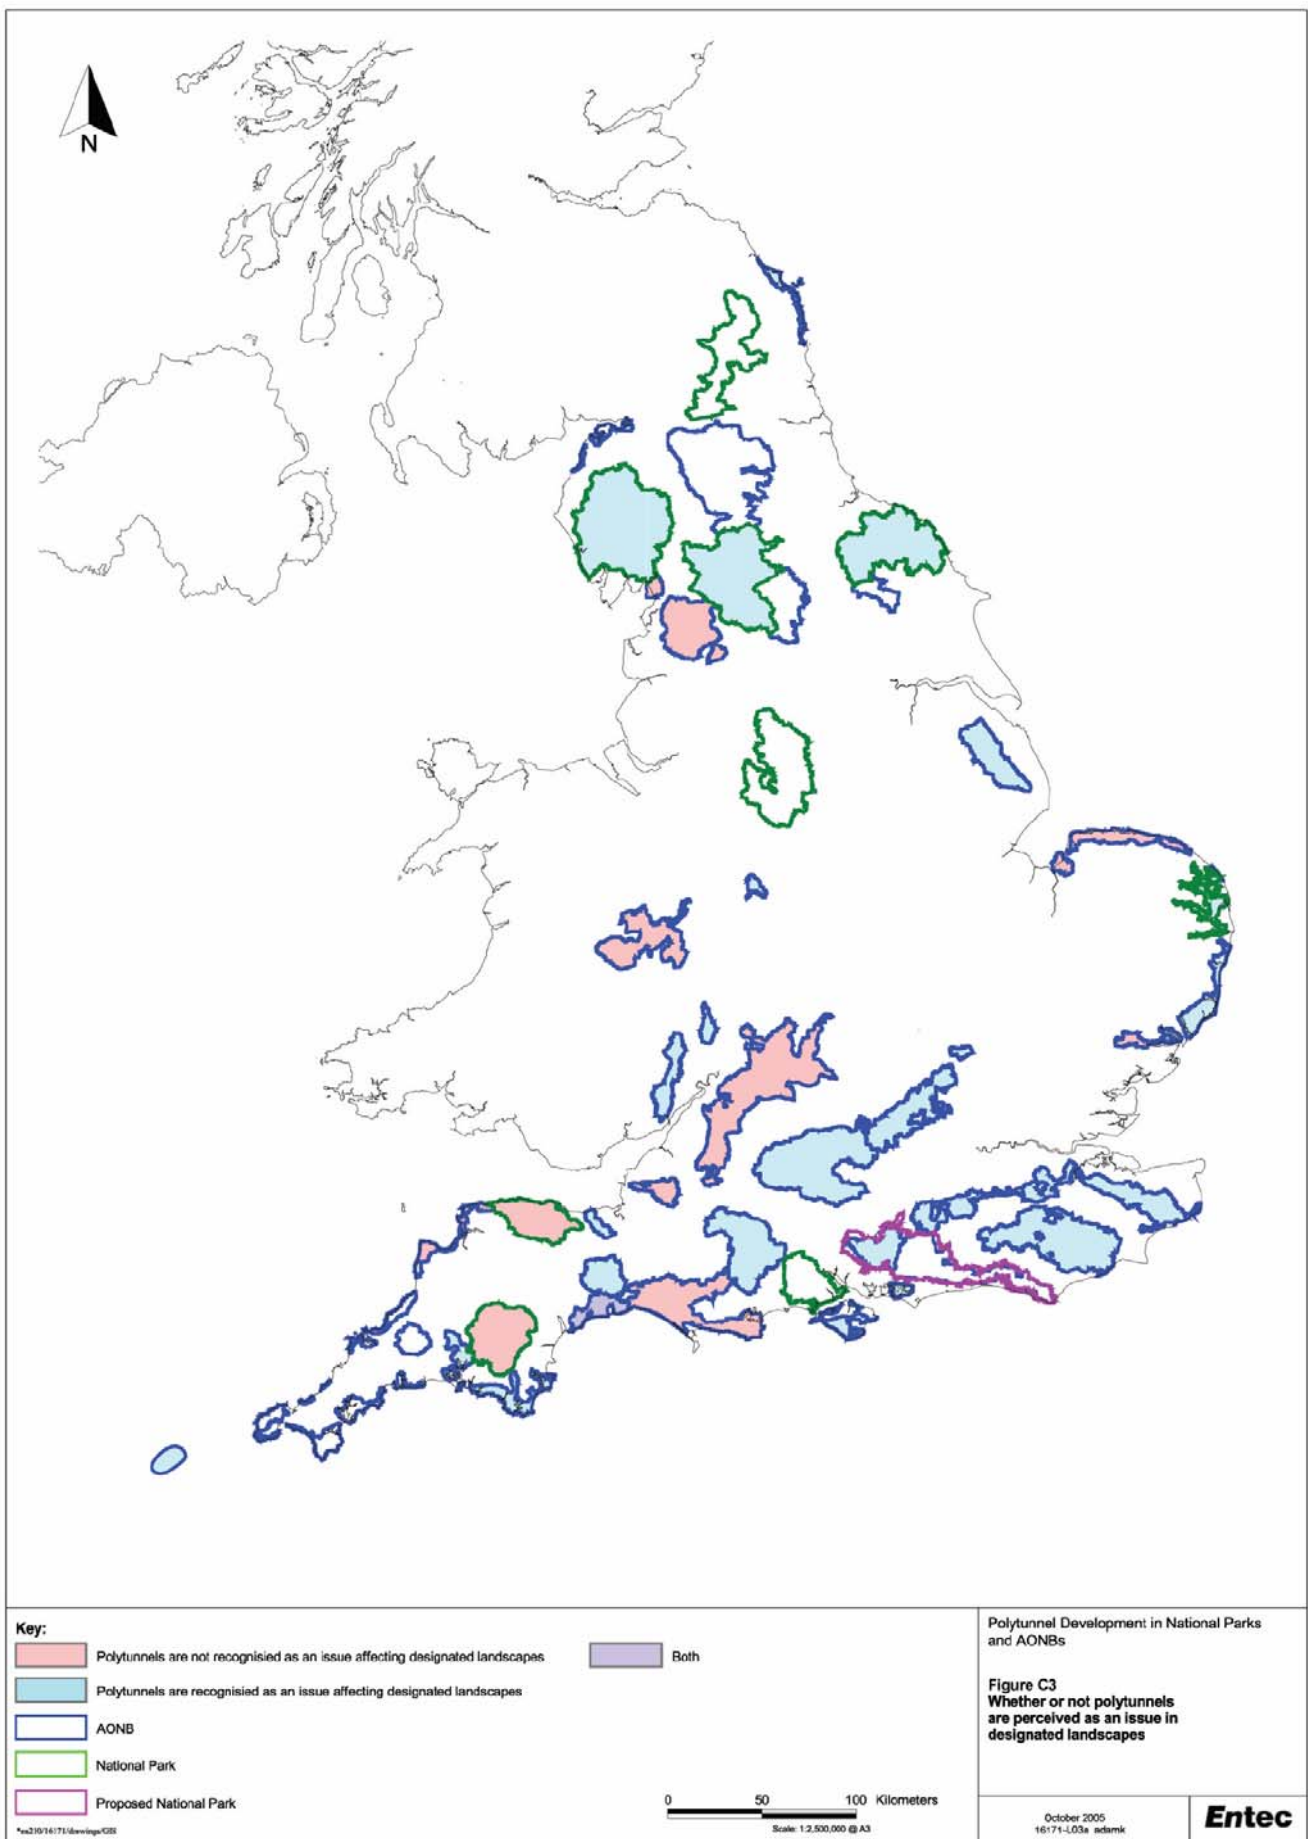 N
Key:
Polytunnels are not recognisied as an issue affecting designated landscapes
Both
Polytunnels are recognisied as an issue affecting designated landscapes
AONB
National Park
Proposed National Park
0 50 100 Kilometers
Scale: 1:2,500,000 @ A3
Polytunnel Development in National Parks
and AONBs
Figure C3
Whether or not polytunnels
are perceived as an issue in
designated landscapes
October 2005
16171-L03a adamk
Entec